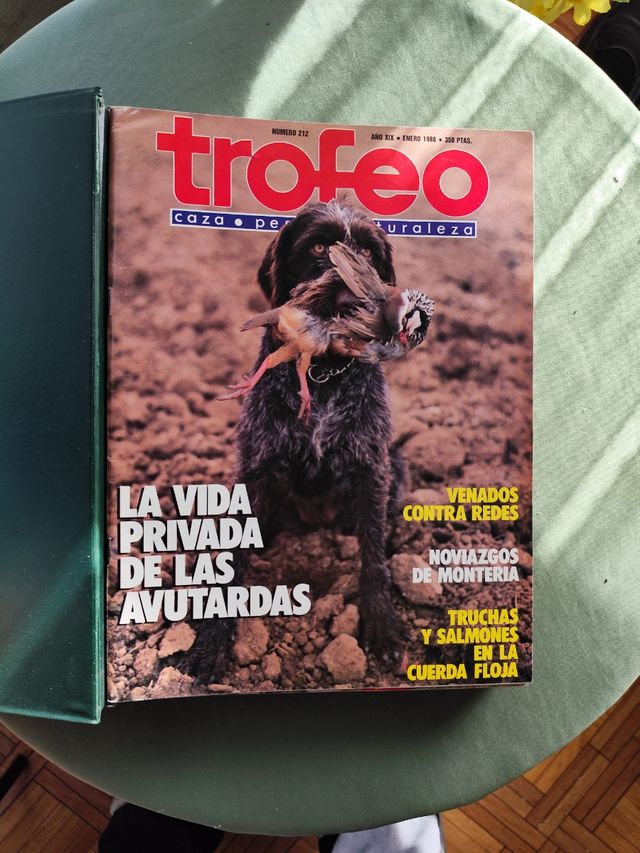 NUMERO 212
AÑO XIX • ENERO 1988 • 350 PTAS.
trofeo
caza • pe turaleza
LA VIDA
PRIVADA
DE LAS
AVUTARDAS
VENADOS
CONTRA REDES
NOVIAZGOS
DE MONTERIA
TRUCHAS
Y SALMONES
EN LA
CUERDA FLOJA